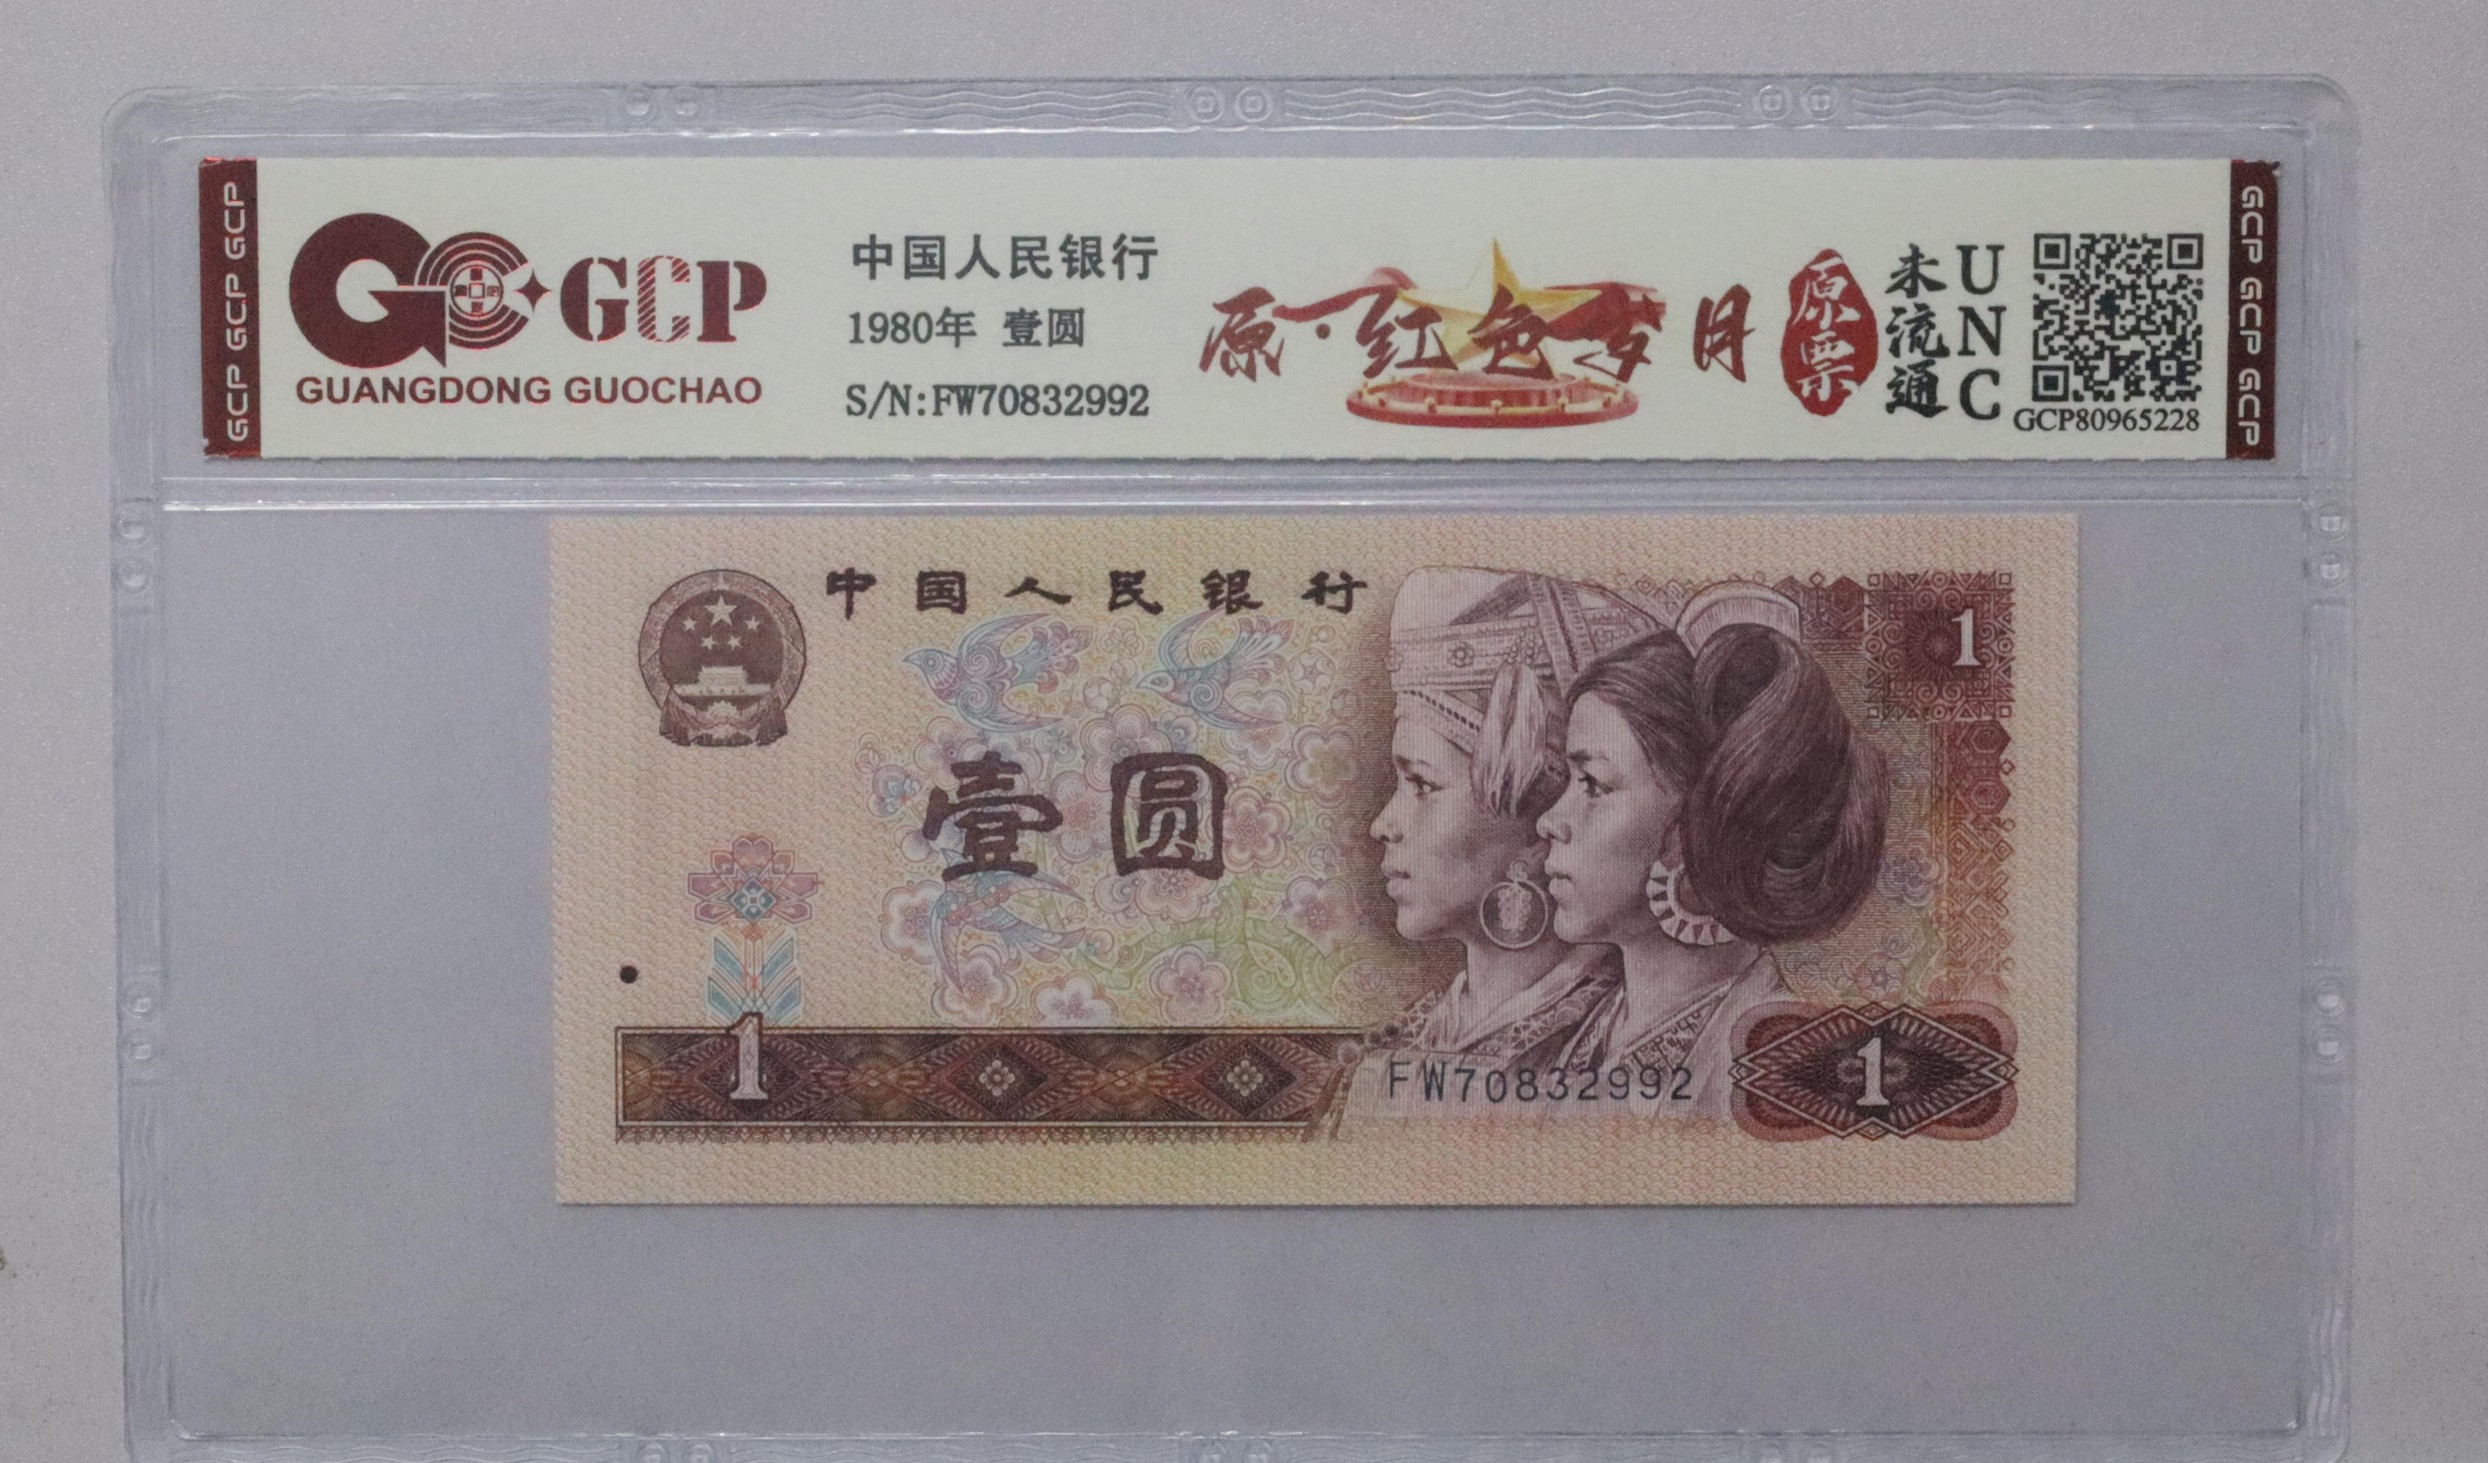 GCP GCP GCP
GCP
GUANGDONG GUOCHAO
中国人民银行
1980年 壹圆
S/N:FW70832992
原·红色岁月
原票
未流通
UNC
GCP80965228
GCP GCP GCP
中国人民银行
1
壹圆
1
FW70832992
1